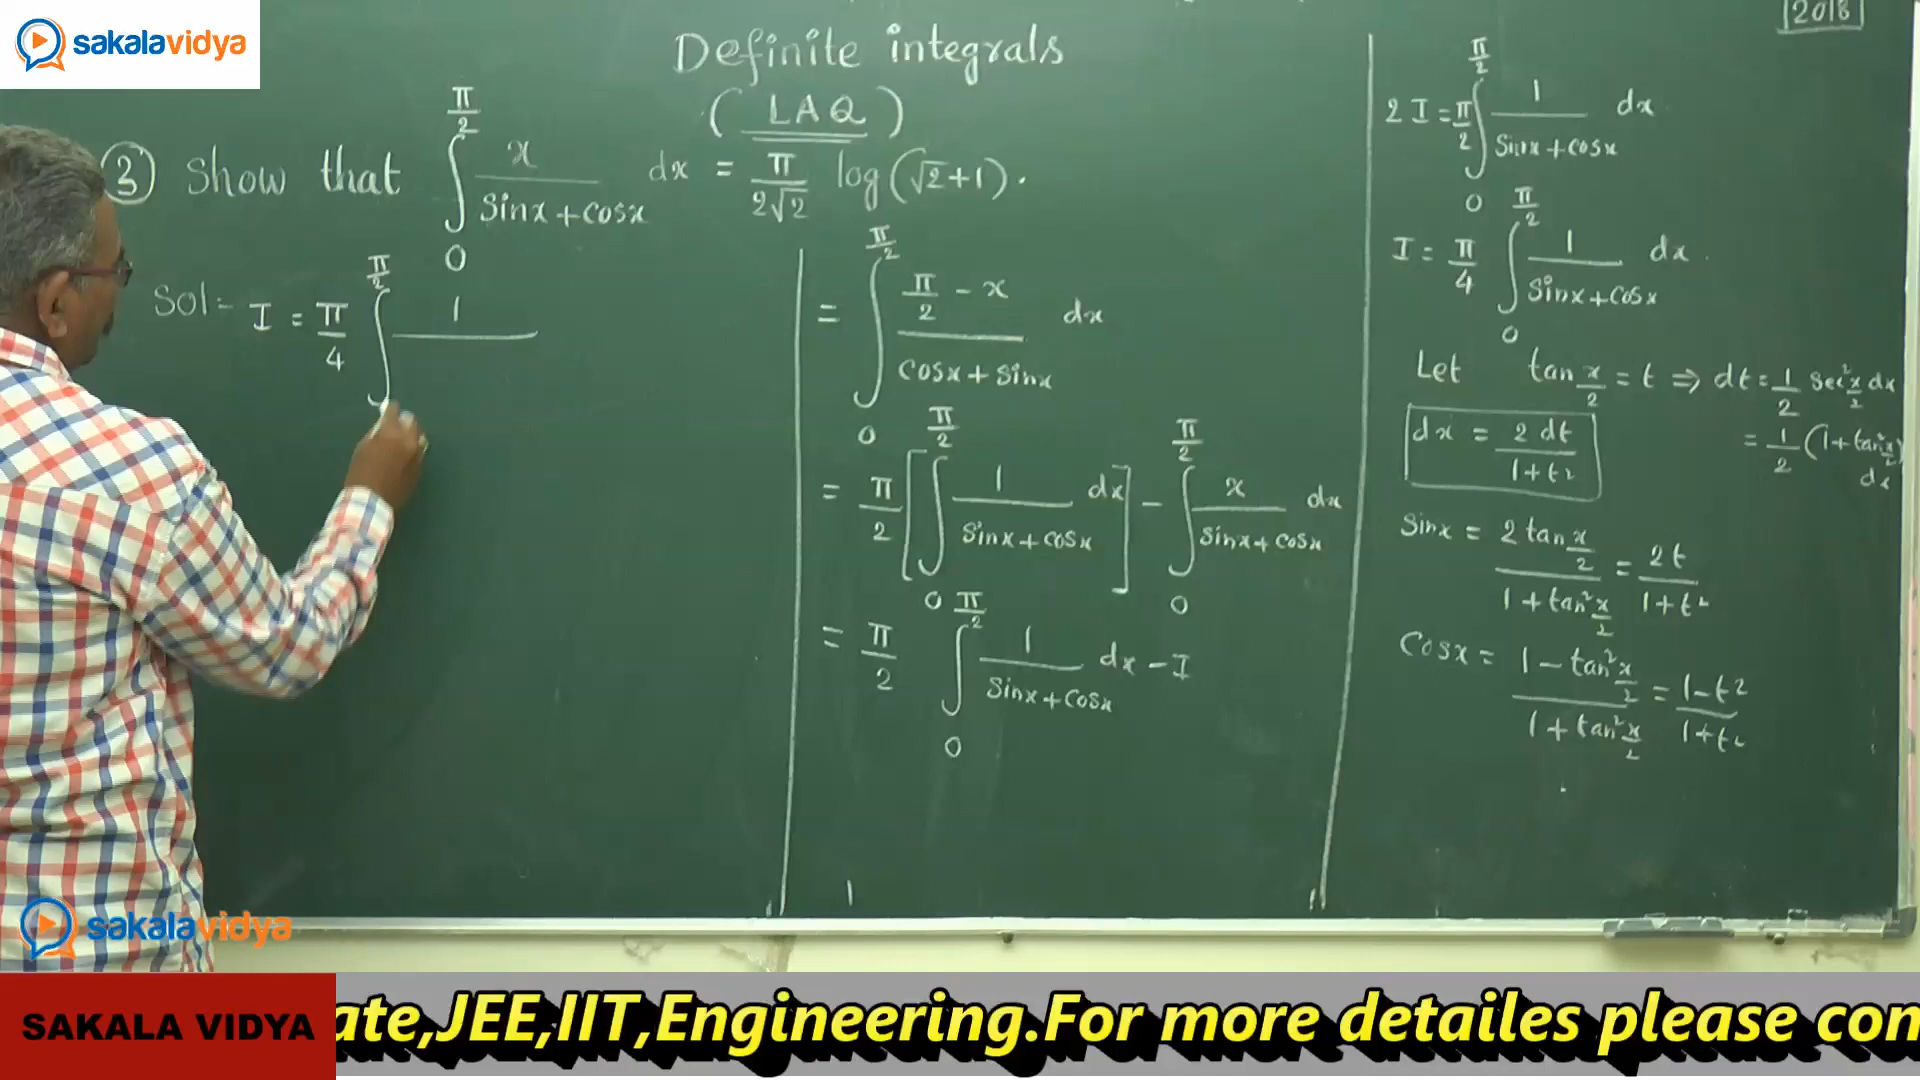 sakalavidya
2018
Definite integrals
(LAQ)
③ Show that ∫₀^{π/2} x/(Sinx+Cosx) dx = π/(2√2) log(√2+1).
Sol- I = π/4 ∫^{π/2} 1
= ∫₀^{π/2} (π/2 - x)/(Cosx+Sinx) dx
= π/2 [∫₀^{π/2} 1/(Sinx+Cosx) dx] - ∫₀^{π/2} x/(Sinx+Cosx) dx
= π/2 ∫₀^{π/2} 1/(Sinx+Cosx) dx - I
2I = π/2 ∫₀^{π/2} 1/(Sinx+Cosx) dx
I = π/4 ∫₀^{π/2} 1/(Sinx+Cosx) dx
Let tan x/2 = t ⇒ dt = 1/2 Sec² x/2 dx
= 1/2 (1+tan² x/2) dx
dx = 2dt/(1+t²)
Sinx = 2tan x/2 / (1+tan² x/2) = 2t/(1+t²)
Cosx = (1-tan² x/2)/(1+tan² x/2) = (1-t²)/(1+t²)
sakalavidya
SAKALA VIDYA
ate,JEE,IIT,Engineering.For more detailes please con